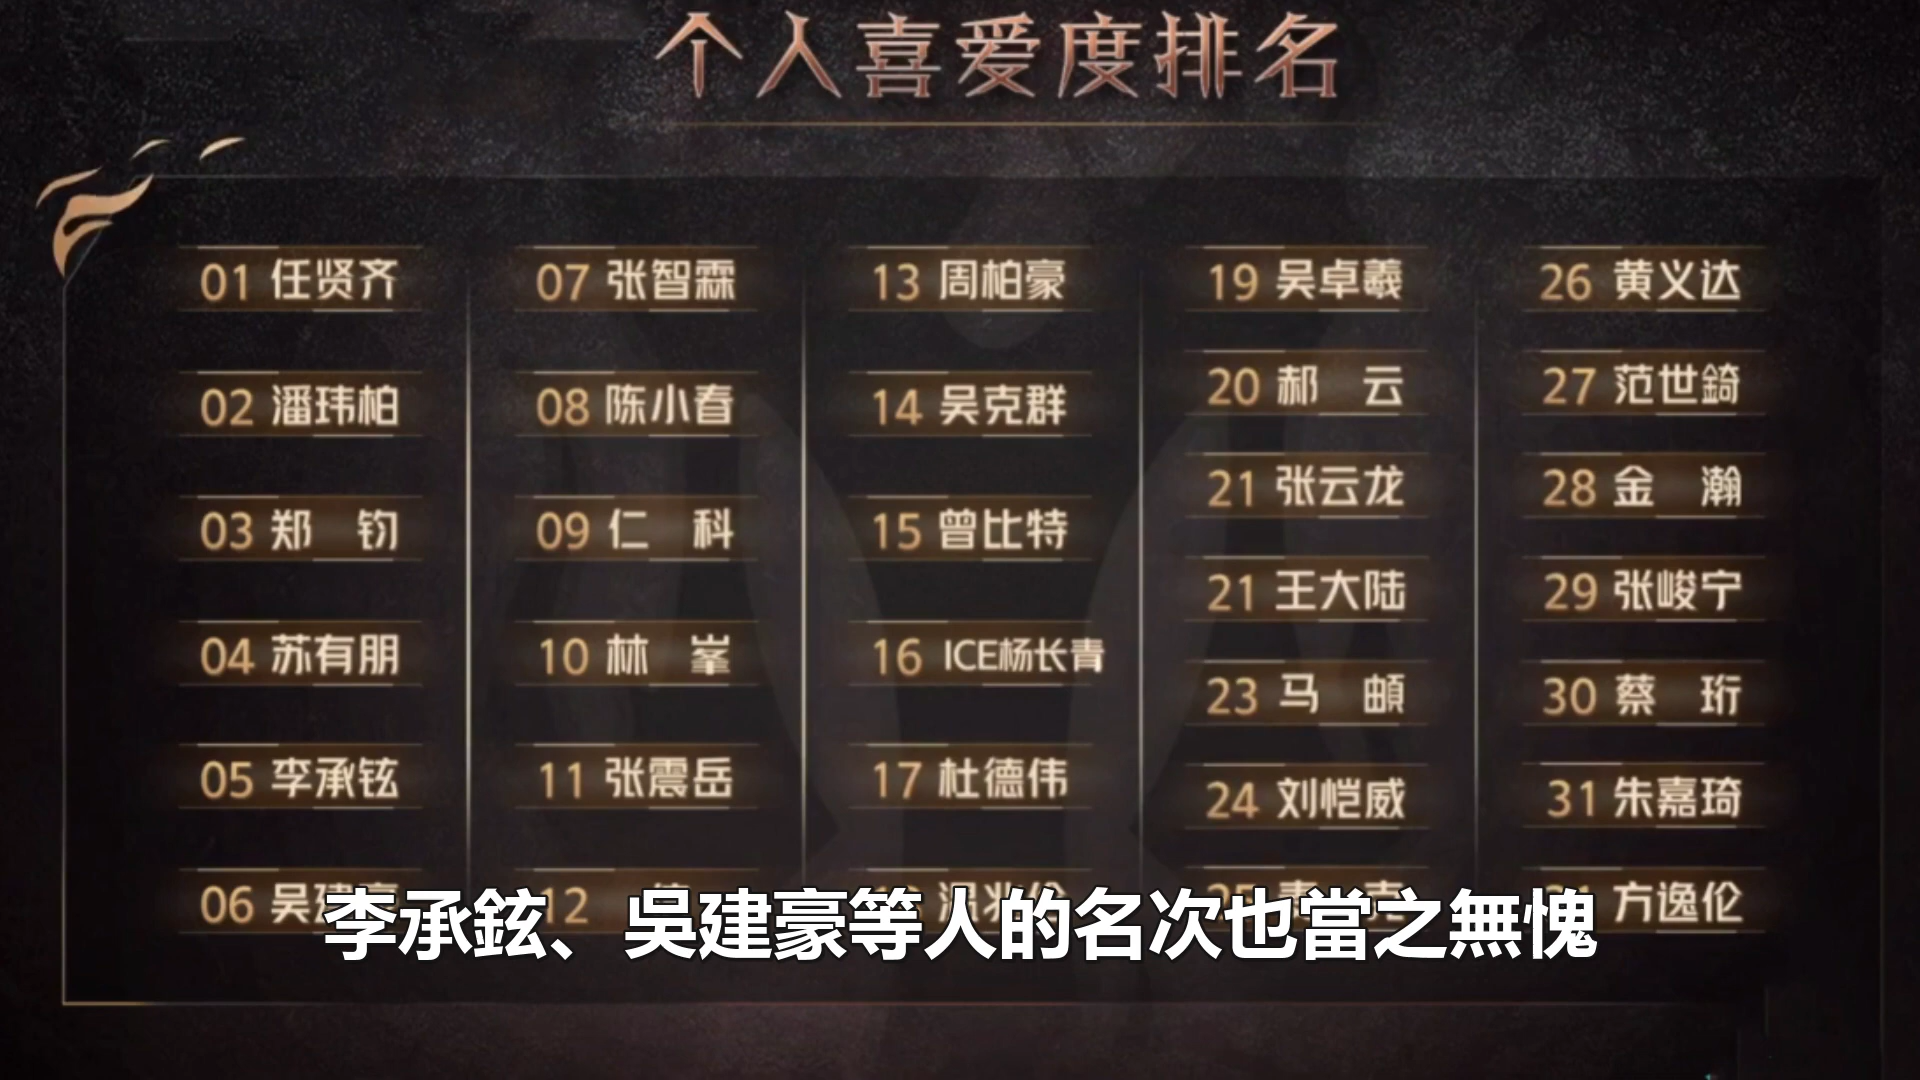 个人喜爱度排名
01 任贤齐
02 潘玮柏
03 郑 钧
04 苏有朋
05 李承铉
06 吴建豪
07 张智霖
08 陈小春
09 仁 科
10 林 峯
11 张震岳
12
13 周柏豪
14 吴克群
15 曾比特
16 ICE杨长青
17 杜德伟
19 吴卓羲
20 郝 云
21 张云龙
21 王大陆
23 马 頔
24 刘恺威
26 黄义达
27 范世錡
28 金 瀚
29 张峻宁
30 蔡 珩
31 朱嘉琦
方逸伦
李承鉉、吳建豪等人的名次也當之無愧